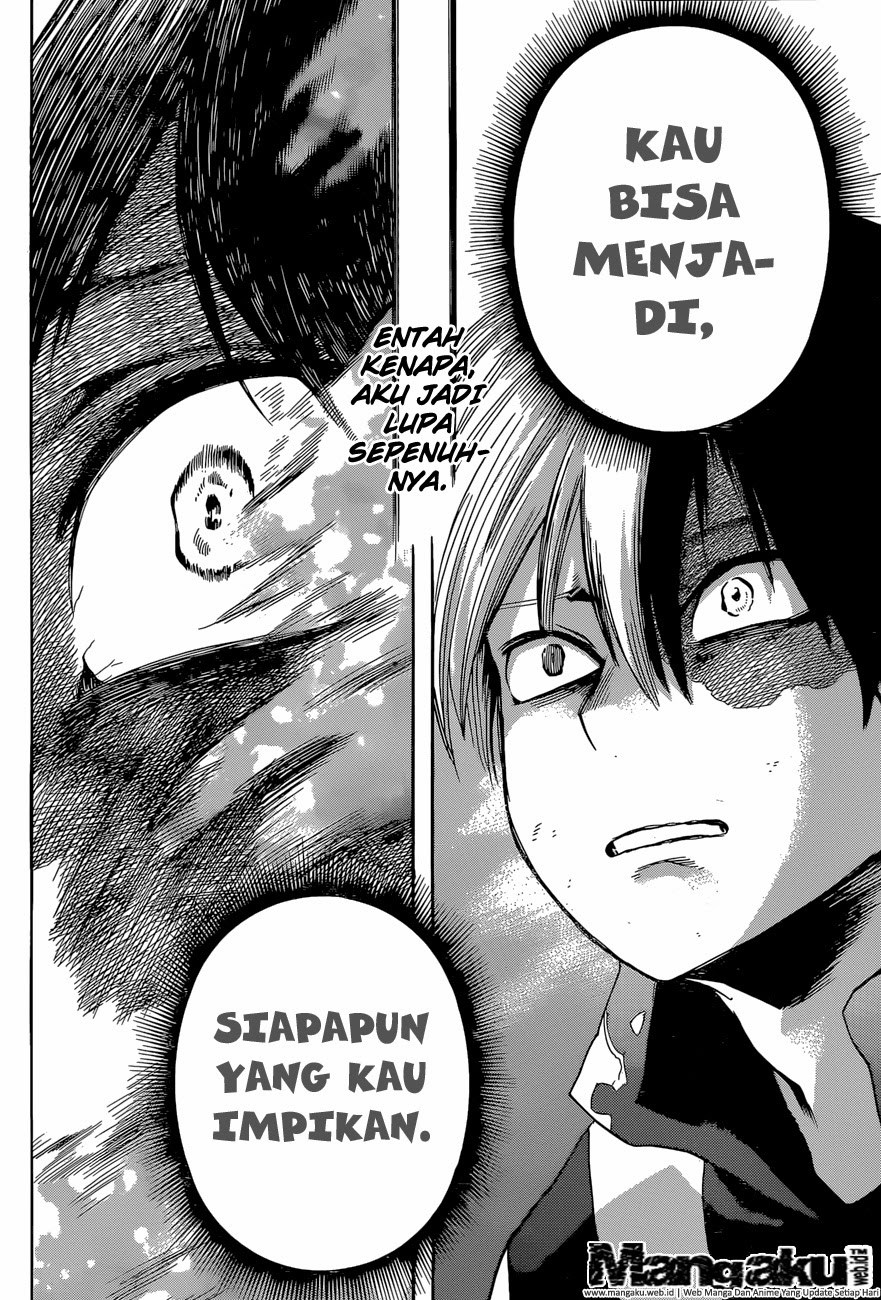 KAU
BISA
MENJA-
DI,
ENTAH
KENAPA,
AKU JADI
LUPA
SEPENUH-
NYA.
SIAPAPUN
YANG KAU
IMPIKAN.
Mangaku
EDITION
www.mangaku.web.id | Web Manga Dan Anime Yang Update Setiap Hari